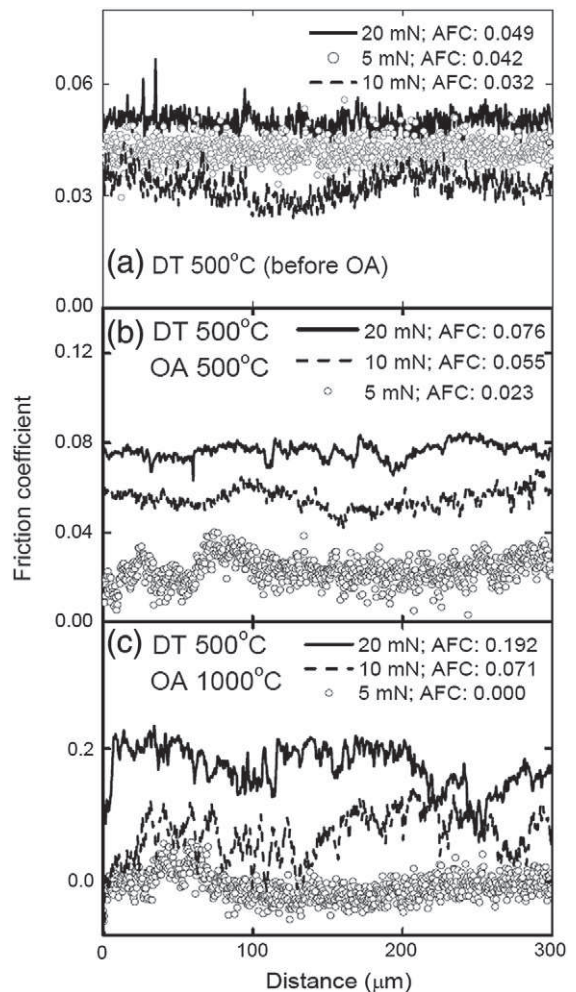 20 mN; AFC: 0.049
5 mN; AFC: 0.042
10 mN; AFC: 0.032
0.06
0.03
(a) DT 500°C (before OA)
0.00
(b) DT 500°C
OA 500°C
20 mN; AFC: 0.076
10 mN; AFC: 0.055
5 mN; AFC: 0.023
0.12
0.08
0.04
0.00
Friction coefficient
(c) DT 500°C
OA 1000°C
20 mN; AFC: 0.192
10 mN; AFC: 0.071
5 mN; AFC: 0.000
0.2
0.0
0 100 200 300
Distance (μm)